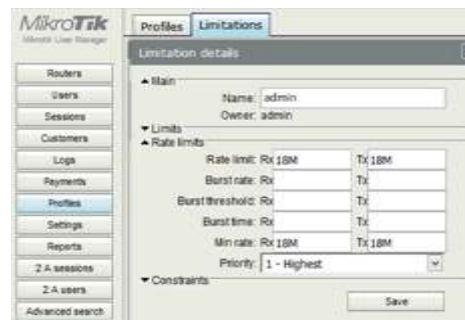 MikroTik
Mikrotik User Manager
Routers
Users
Sessions
Customers
Logs
Payments
Profiles
Settings
Reports
2 A sessions
2 A users
Advanced search
Profiles Limitations
Limitation details
Main
Name: admin
Owner: admin
Limits
Rate limits
Rate limit: Rx 18M Tx 18M
Burst rate: Rx Tx
Burst threshold: Rx Tx
Burst time: Rx Tx
Min rate: Rx 18M Tx 18M
Priority: 1 - Highest
Constraints
Save